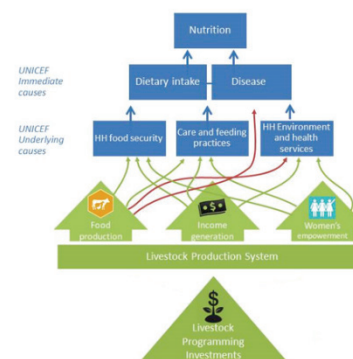 Nutrition
UNICEF
Immediate
causes
Dietary intake
Disease
UNICEF
Underlying
causes
HH food security
Care and feeding
practices
HH Environment
and health
services
Food
production
Income
generation
Women's
empowerment
Livestock Production System
Livestock
Programming
Investments